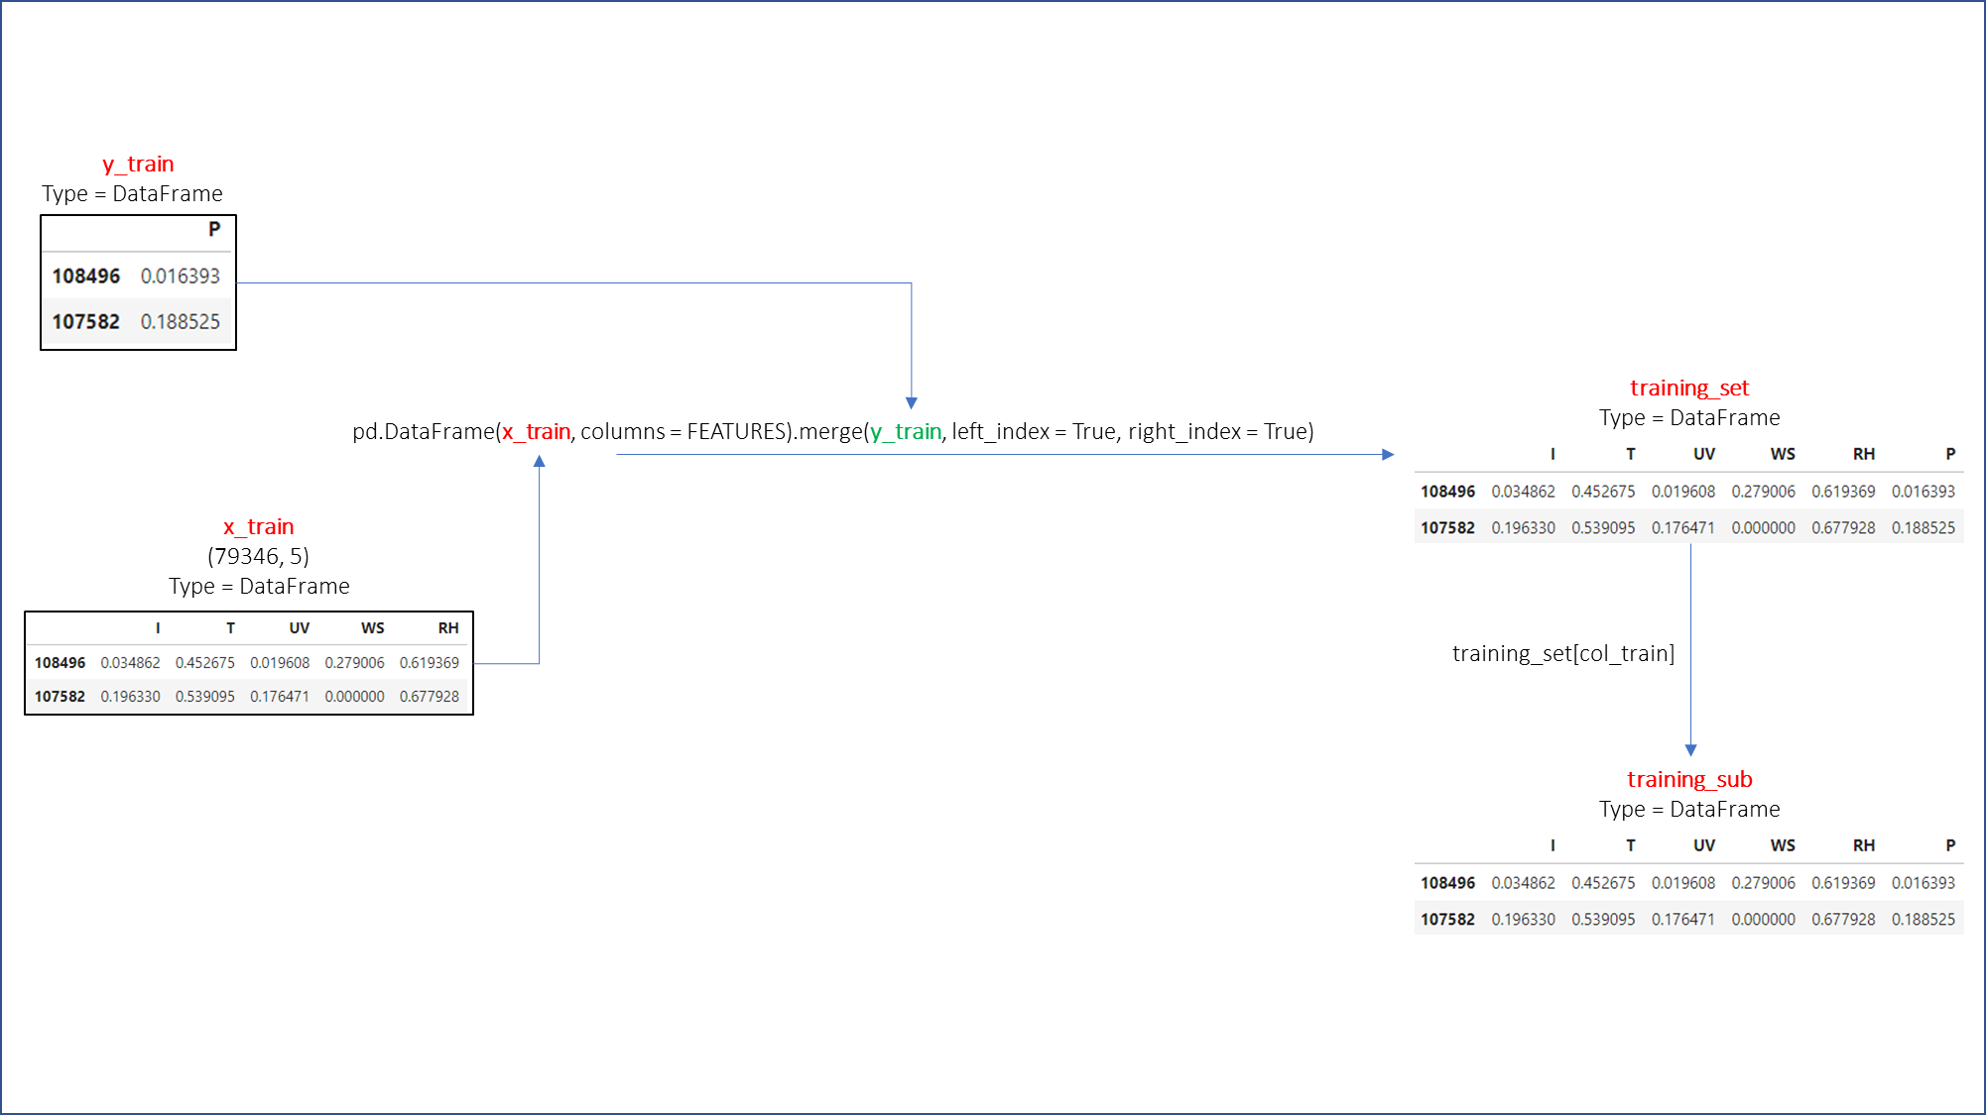 y_train
Type = DataFrame
P
108496 0.016393
107582 0.188525
pd.DataFrame(x_train, columns = FEATURES).merge(y_train, left_index = True, right_index = True)
x_train
(79346, 5)
Type = DataFrame
I T UV WS RH
108496 0.034862 0.452675 0.019608 0.279006 0.619369
107582 0.196330 0.539095 0.176471 0.000000 0.677928
training_set
Type = DataFrame
I T UV WS RH P
108496 0.034862 0.452675 0.019608 0.279006 0.619369 0.016393
107582 0.196330 0.539095 0.176471 0.000000 0.677928 0.188525
training_set[col_train]
training_sub
Type = DataFrame
I T UV WS RH P
108496 0.034862 0.452675 0.019608 0.279006 0.619369 0.016393
107582 0.196330 0.539095 0.176471 0.000000 0.677928 0.188525